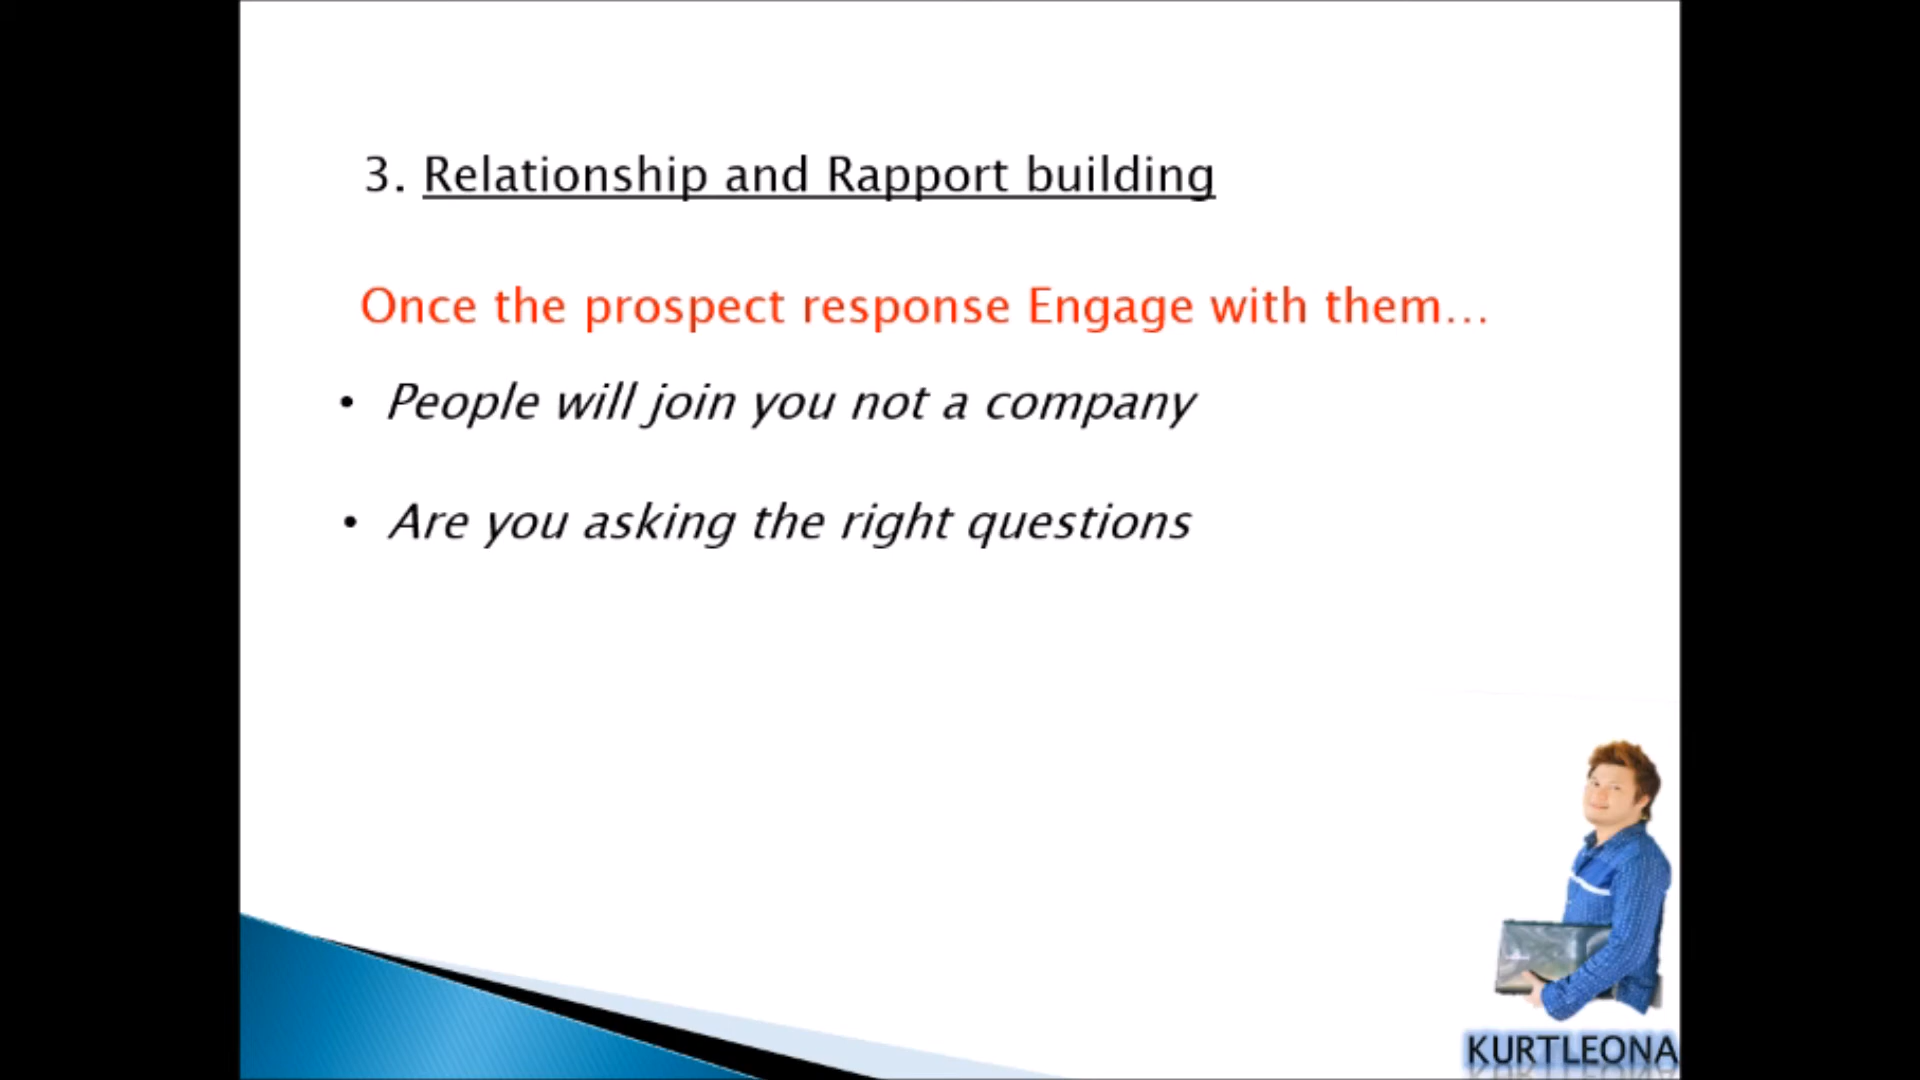 3. Relationship and Rapport building
Once the prospect response Engage with them...
• People will join you not a company
• Are you asking the right questions
KURTLEONA